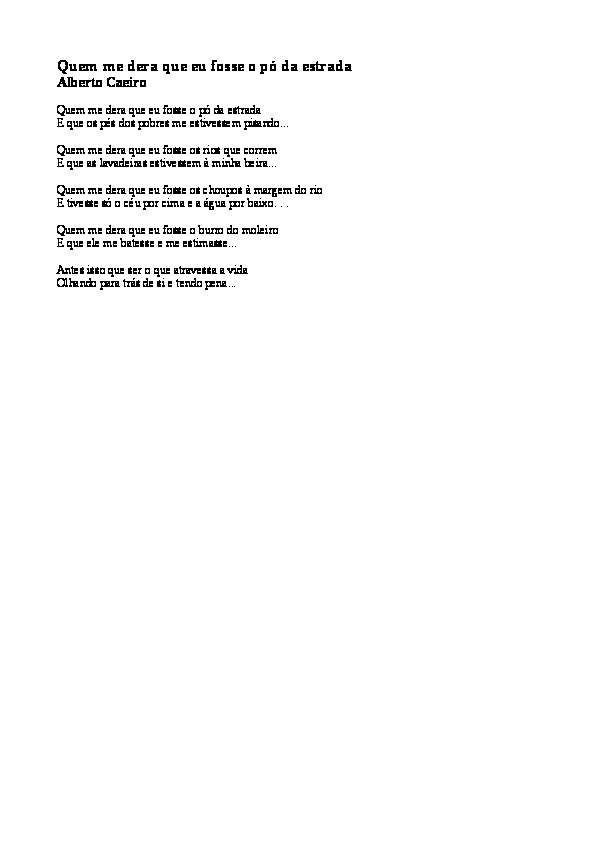 Quem me dera que eu fosse o pó da estrada
Alberto Caeiro
Quem me dera que eu fosse o pó da estrada
E que os pés dos pobres me estivessem pisando...
Quem me dera que eu fosse os rios que correm
E que as lavadeiras estivessem à minha beira...
Quem me dera que eu fosse os choupos à margem do rio
E tivesse só o céu por cima e a água por baixo. . .
Quem me dera que eu fosse o burro do moleiro
E que ele me batesse e me estimasse...
Antes isso que ser o que atravessa a vida
Olhando para trás de si e tendo pena...